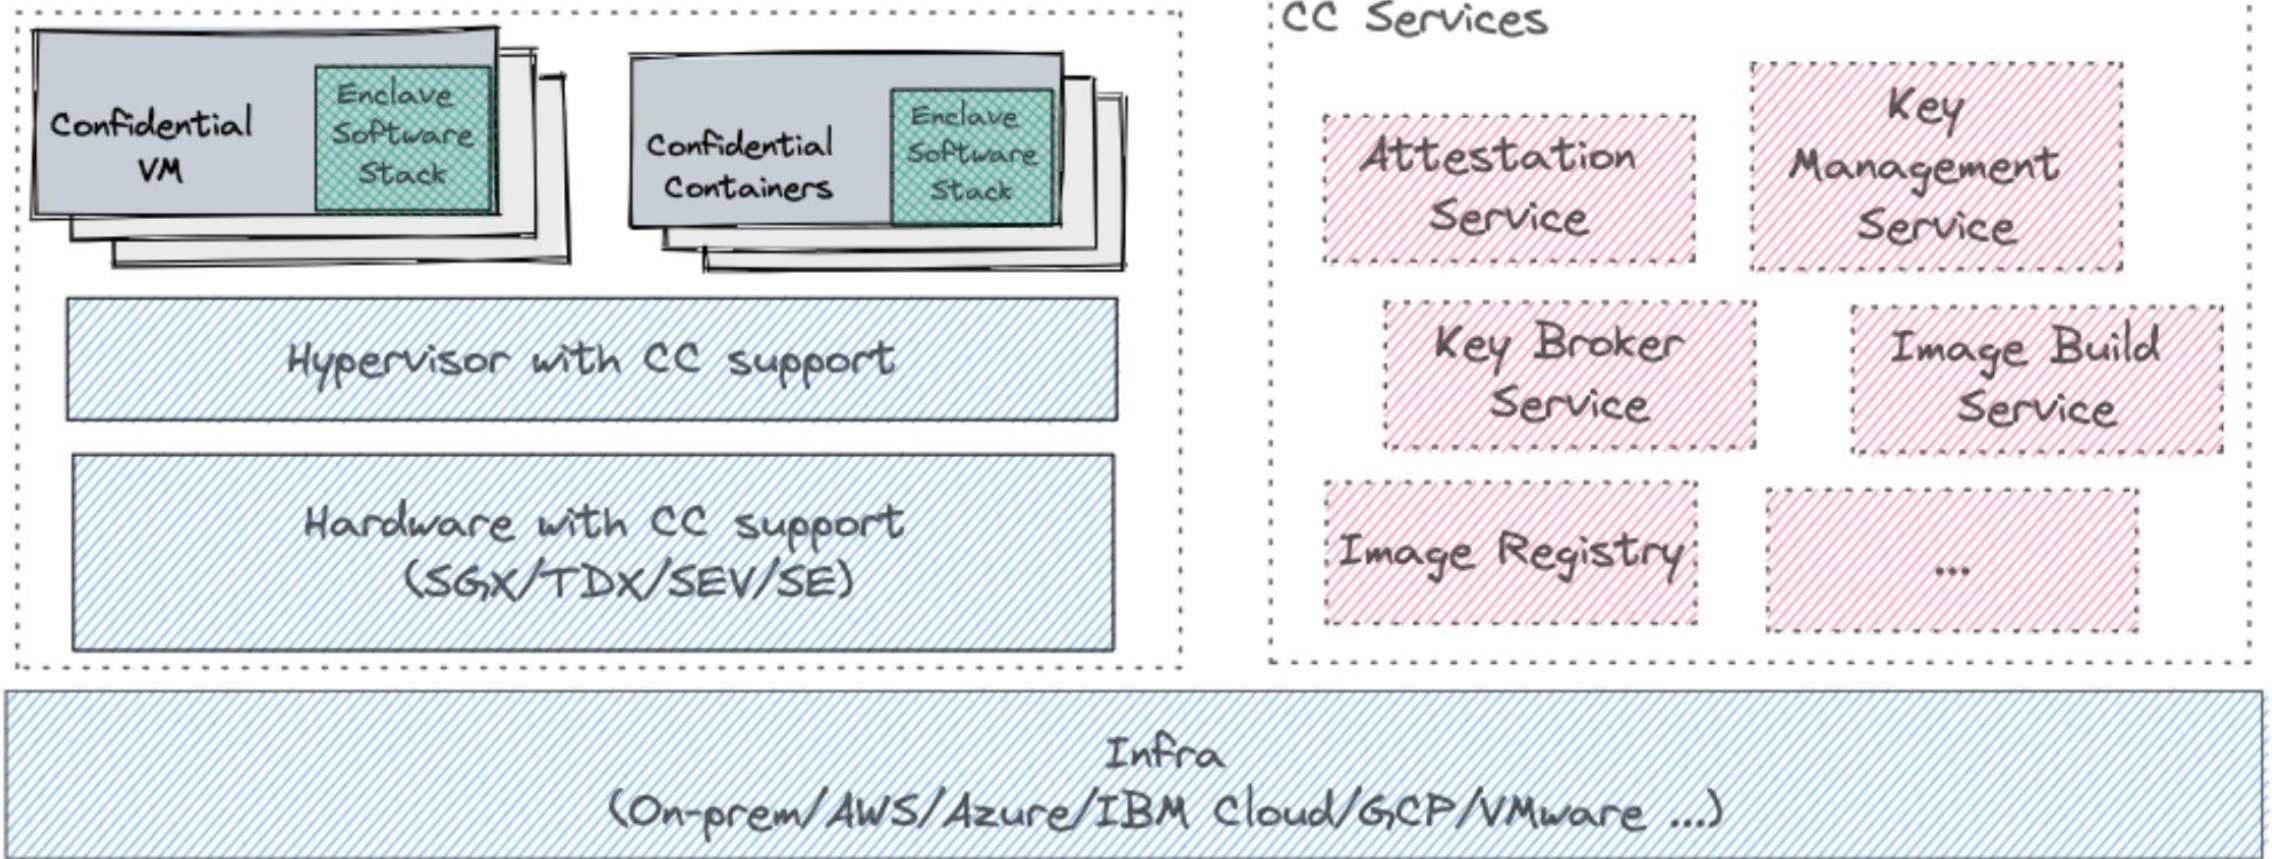 Confidential
VM
Enclave
Software
Stack
Confidential
Containers
Enclave
Software
Stack
Hypervisor with CC support
Hardware with CC support
(SGX/TDX/SEV/SE)
CC Services
Attestation
Service
Key
Management
Service
Key Broker
Service
Image Build
Service
Image Registry
...
Infra
(On-prem/AWS/Azure/IBM Cloud/GCP/VMware ...)